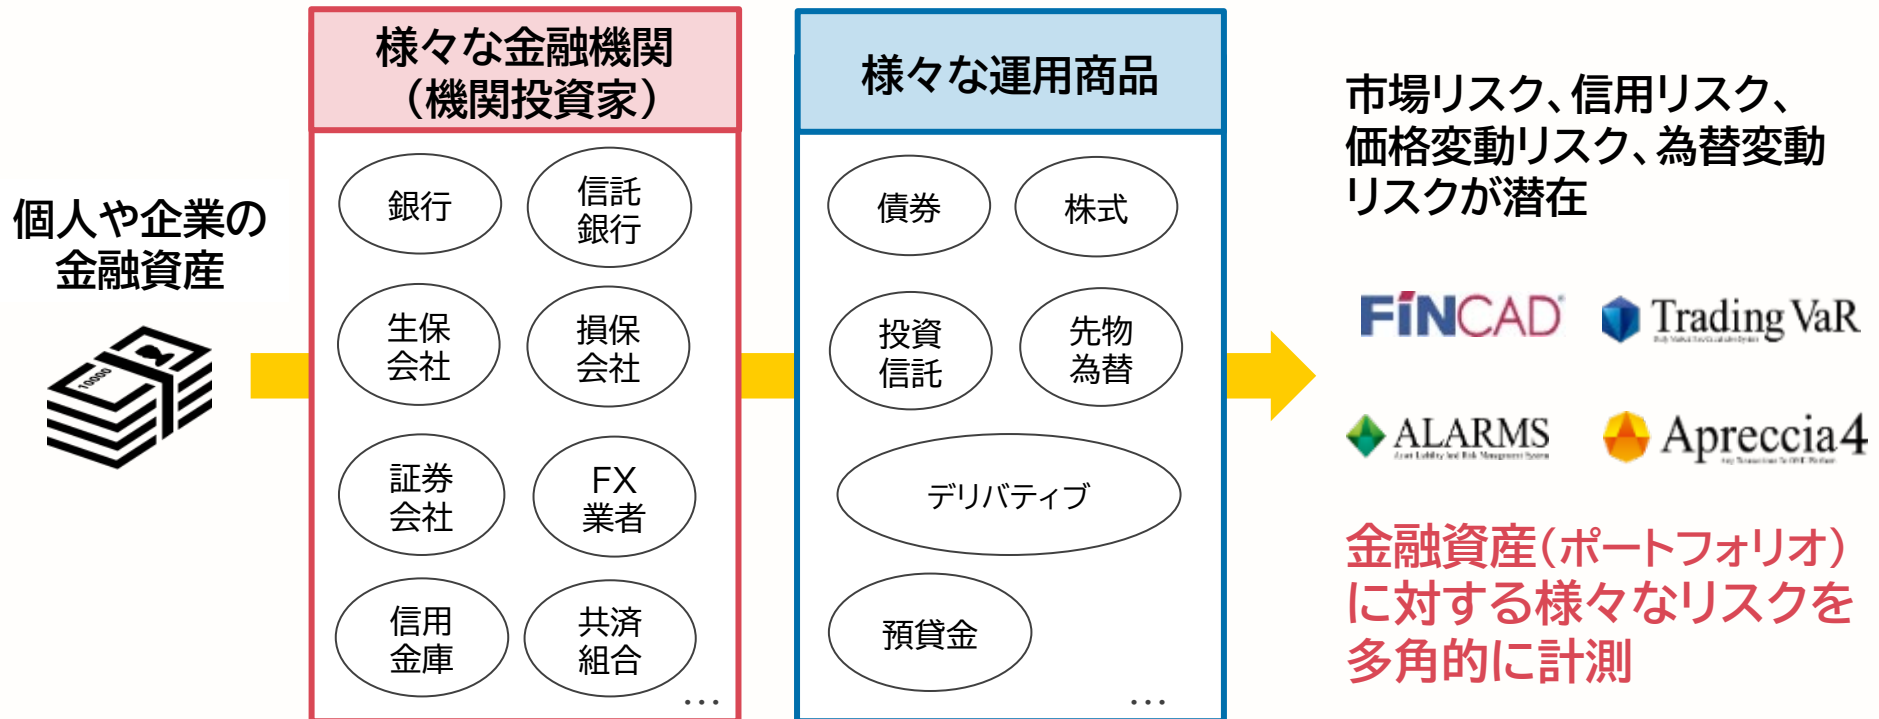 個人や企業の
金融資産
10000
様々な金融機関
（機関投資家）
銀行
信託
銀行
生保
会社
損保
会社
証券
会社
FX
業者
信用
金庫
共済
組合
…
様々な運用商品
債券
株式
投資
信託
先物
為替
デリバティブ
預貸金
…
市場リスク、信用リスク、
価格変動リスク、為替変動
リスクが潜在
FINCAD
Trading VaR
ALARMS
Asset Liability And Risk Management System
Apreccia4
金融資産（ポートフォリオ）
に対する様々なリスクを
多角的に計測